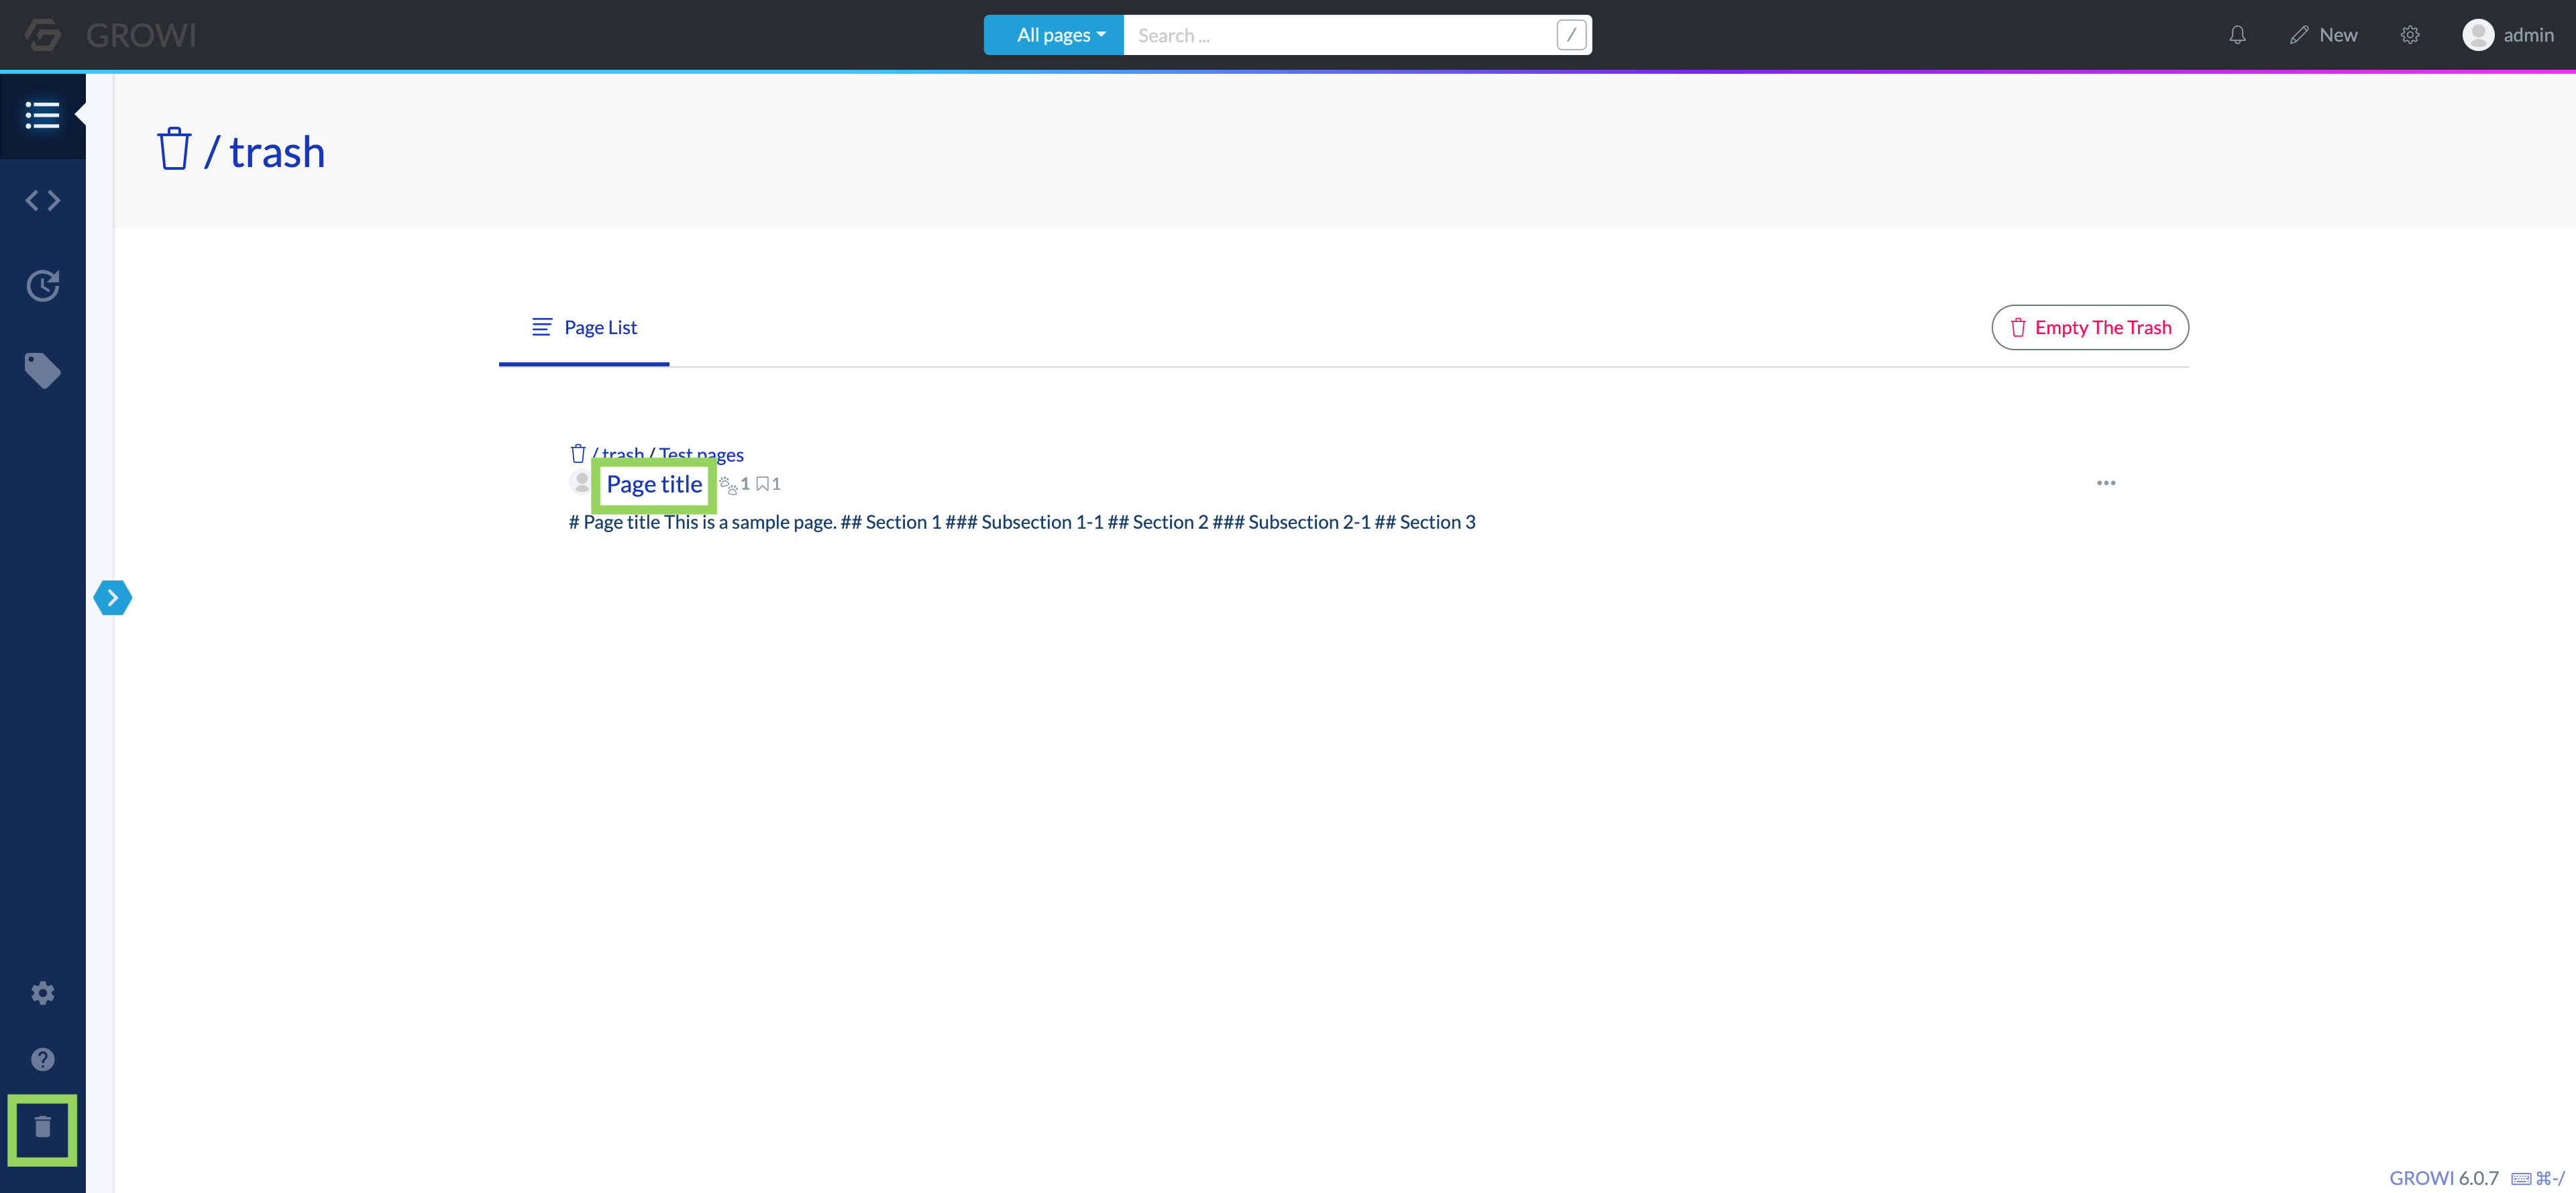 GROWI
All pages
Search ...
/
New
admin
/ trash
Page List
Empty The Trash
/ trash / Test pages
Page title
1
1
# Page title This is a sample page. ## Section 1 ### Subsection 1-1 ## Section 2 ### Subsection 2-1 ## Section 3
GROWI 6.0.7 ⌘-/